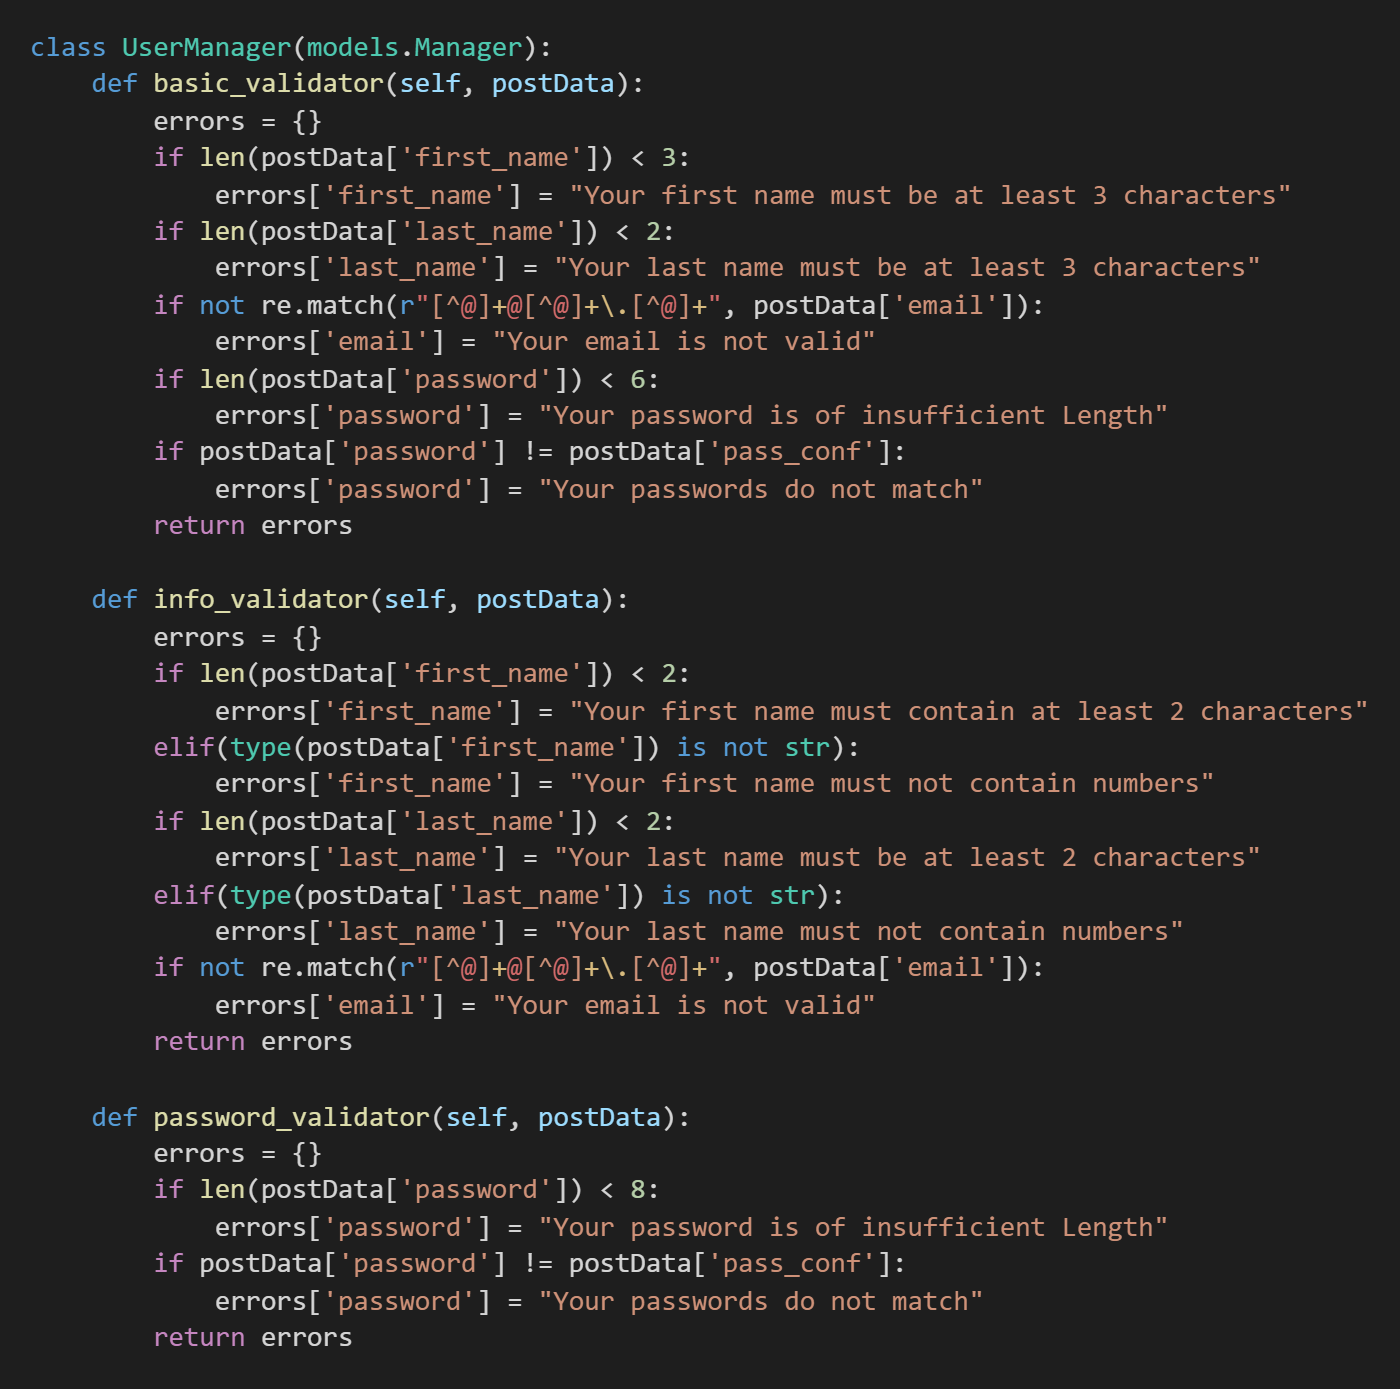 class UserManager(models.Manager):
    def basic_validator(self, postData):
        errors = {}
        if len(postData['first_name']) < 3:
            errors['first_name'] = "Your first name must be at least 3 characters"
        if len(postData['last_name']) < 2:
            errors['last_name'] = "Your last name must be at least 3 characters"
        if not re.match(r"[^@]+@[^@]+\.[^@]+", postData['email']):
            errors['email'] = "Your email is not valid"
        if len(postData['password']) < 6:
            errors['password'] = "Your password is of insufficient Length"
        if postData['password'] != postData['pass_conf']:
            errors['password'] = "Your passwords do not match"
        return errors

    def info_validator(self, postData):
        errors = {}
        if len(postData['first_name']) < 2:
            errors['first_name'] = "Your first name must contain at least 2 characters"
        elif(type(postData['first_name']) is not str):
            errors['first_name'] = "Your first name must not contain numbers"
        if len(postData['last_name']) < 2:
            errors['last_name'] = "Your last name must be at least 2 characters"
        elif(type(postData['last_name']) is not str):
            errors['last_name'] = "Your last name must not contain numbers"
        if not re.match(r"[^@]+@[^@]+\.[^@]+", postData['email']):
            errors['email'] = "Your email is not valid"
        return errors

    def password_validator(self, postData):
        errors = {}
        if len(postData['password']) < 8:
            errors['password'] = "Your password is of insufficient Length"
        if postData['password'] != postData['pass_conf']:
            errors['password'] = "Your passwords do not match"
        return errors